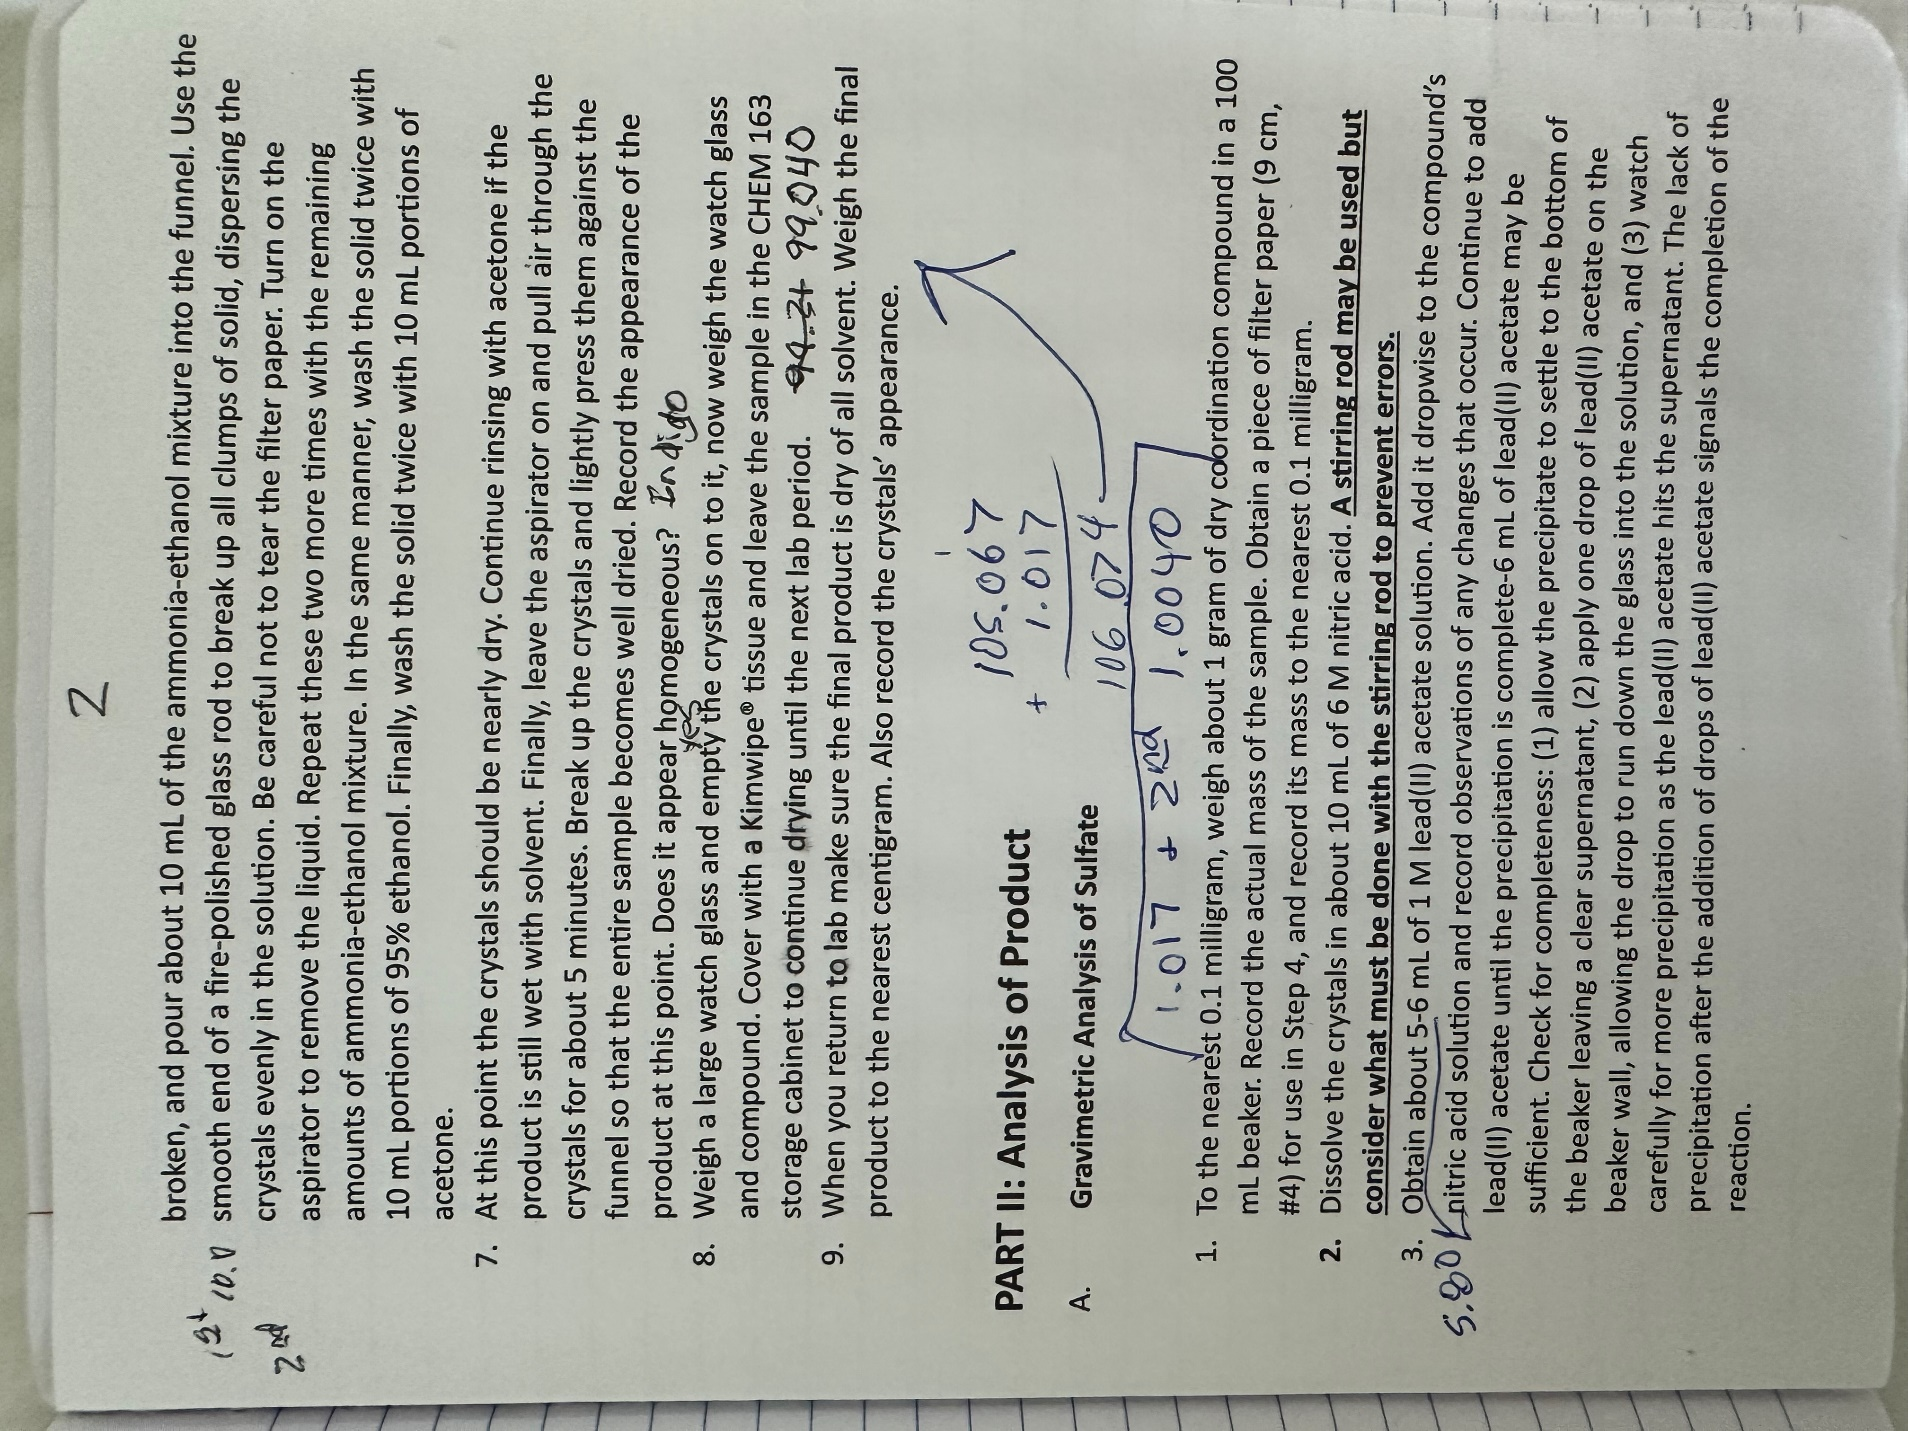 2
broken, and pour about 10 mL of the ammonia-ethanol mixture into the funnel. Use the
1st 10.0 smooth end of a fire-polished glass rod to break up all clumps of solid, dispersing the
2nd crystals evenly in the solution. Be careful not to tear the filter paper. Turn on the
aspirator to remove the liquid. Repeat these two more times with the remaining
amounts of ammonia-ethanol mixture. In the same manner, wash the solid twice with
10 mL portions of 95% ethanol. Finally, wash the solid twice with 10 mL portions of
acetone.
7. At this point the crystals should be nearly dry. Continue rinsing with acetone if the
product is still wet with solvent. Finally, leave the aspirator on and pull air through the
crystals for about 5 minutes. Break up the crystals and lightly press them against the
funnel so that the entire sample becomes well dried. Record the appearance of the
product at this point. Does it appear homogeneous? Indigo
yes
8. Weigh a large watch glass and empty the crystals on to it, now weigh the watch glass
and compound. Cover with a Kimwipe® tissue and leave the sample in the CHEM 163
storage cabinet to continue drying until the next lab period. 99.040
9. When you return to lab make sure the final product is dry of all solvent. Weigh the final
product to the nearest centigram. Also record the crystals' appearance.
1
105.067
+ 1.017
106.074
PART II: Analysis of Product
A. Gravimetric Analysis of Sulfate
1.017 + 2nd 1.0040
1. To the nearest 0.1 milligram, weigh about 1 gram of dry coordination compound in a 100
mL beaker. Record the actual mass of the sample. Obtain a piece of filter paper (9 cm,
#4) for use in Step 4, and record its mass to the nearest 0.1 milligram.
2. Dissolve the crystals in about 10 mL of 6 M nitric acid. A stirring rod may be used but
consider what must be done with the stirring rod to prevent errors.
3. Obtain about 5-6 mL of 1 M lead(II) acetate solution. Add it dropwise to the compound's
5.80 nitric acid solution and record observations of any changes that occur. Continue to add
lead(II) acetate until the precipitation is complete-6 mL of lead(II) acetate may be
sufficient. Check for completeness: (1) allow the precipitate to settle to the bottom of
the beaker leaving a clear supernatant, (2) apply one drop of lead(II) acetate on the
beaker wall, allowing the drop to run down the glass into the solution, and (3) watch
carefully for more precipitation as the lead(II) acetate hits the supernatant. The lack of
precipitation after the addition of drops of lead(II) acetate signals the completion of the
reaction.